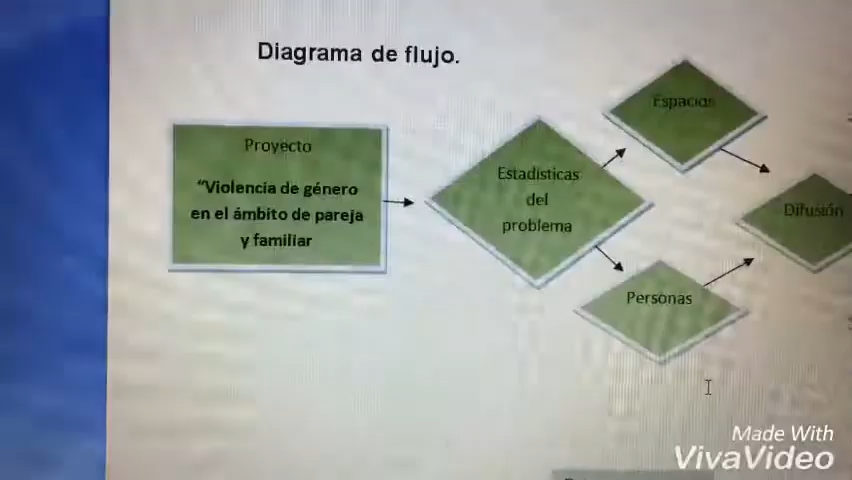 Diagrama de flujo.
Proyecto
“Violencia de género
en el ámbito de pareja
y familiar
Estadísticas
del
problema
Espacios
Personas
Difusión
Made With
VivaVideo